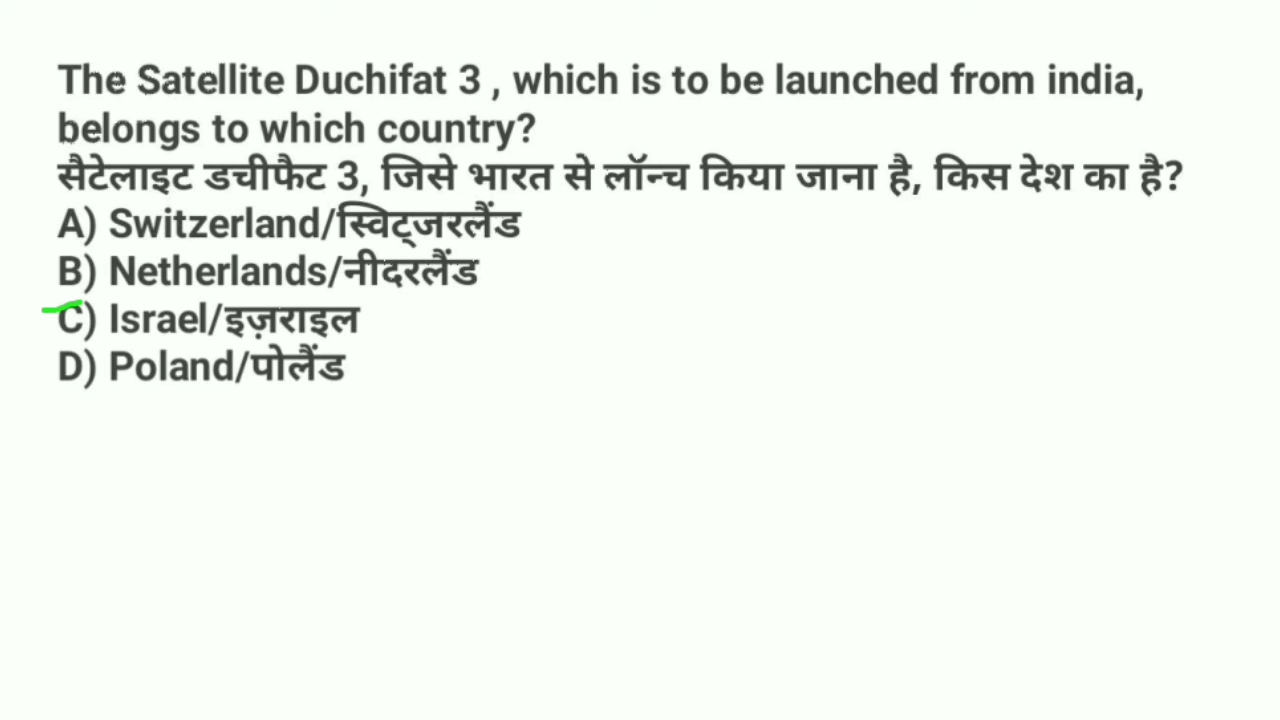 The Satellite Duchifat 3 , which is to be launched from india,
belongs to which country?
सैटेलाइट डचीफैट 3, जिसे भारत से लॉन्च किया जाना है, किस देश का है?
A) Switzerland/स्विट्जरलैंड
B) Netherlands/नीदरलैंड
C) Israel/इज़राइल
D) Poland/पोलैंड